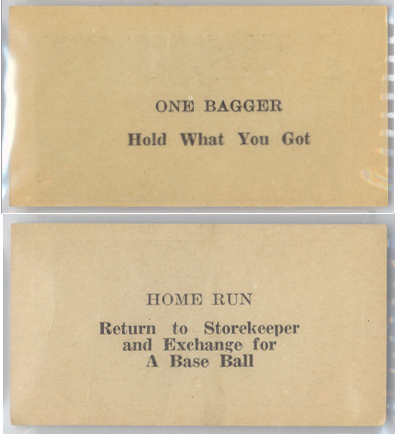 ONE BAGGER
Hold What You Got
HOME RUN
Return to Storekeeper
and Exchange for
A Base Ball